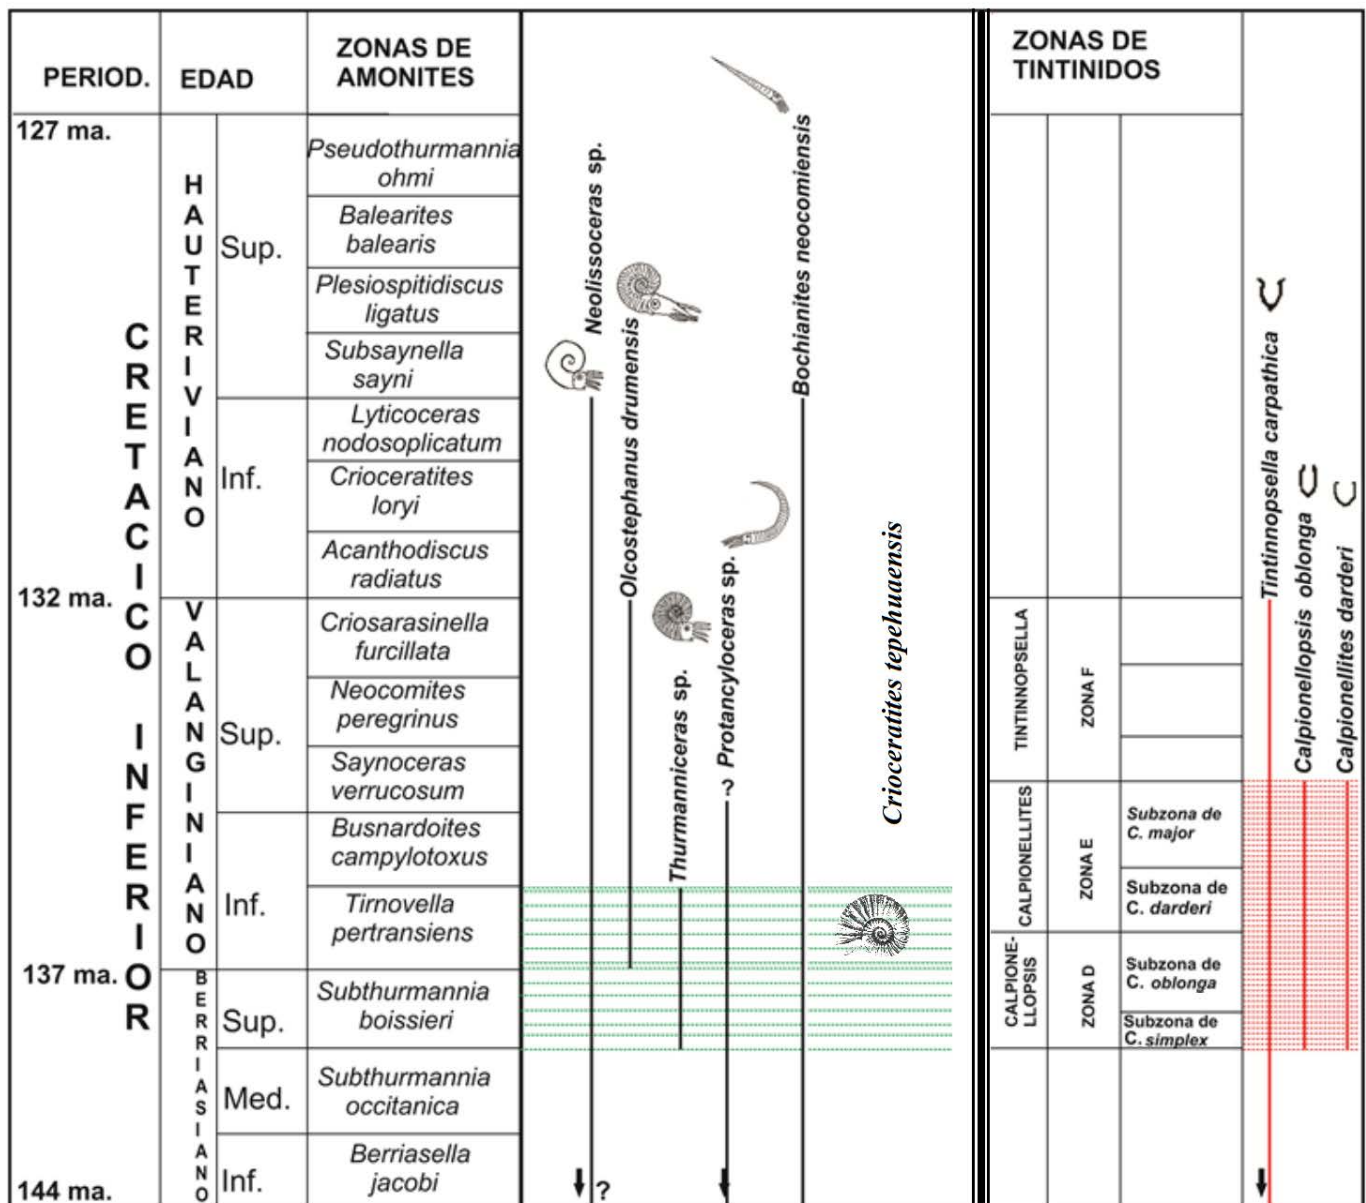 PERIOD.
EDAD
ZONAS DE
AMONITES
ZONAS DE
TINTINIDOS
127 ma.
132 ma.
137 ma.
144 ma.
CRETACICO INFERIOR
HAUTERIVIANO
Sup.
Inf.
VALANGINIANO
Sup.
Inf.
BERRIASIANO
Sup.
Med.
Inf.
Pseudothurmannia
ohmi
Balearites
balearis
Plesiospitidiscus
ligatus
Subsaynella
sayni
Lyticoceras
nodosoplicatum
Crioceratites
loryi
Acanthodiscus
radiatus
Criosarasinella
furcillata
Neocomites
peregrinus
Saynoceras
verrucosum
Busnardoites
campylotoxus
Tirnovella
pertransiens
Subthurmannia
boissieri
Subthurmannia
occitanica
Berriasella
jacobi
Neolissoceras sp.
?
Olcostephanus drumensis
Thurmanniceras sp.
? Protancyloceras sp.
Bochianites neocomiensis
Crioceratites tepehuaensis
TINTINNOPSELLA
ZONA F
CALPIONELLITES
ZONA E
Subzona de
C. major
Subzona de
C. darderi
CALPIONE-
LLOPSIS
ZONA D
Subzona de
C. oblonga
Subzona de
C. simplex
Tintinnopsella carpathica
Calpionellopsis oblonga
Calpionellites darderi